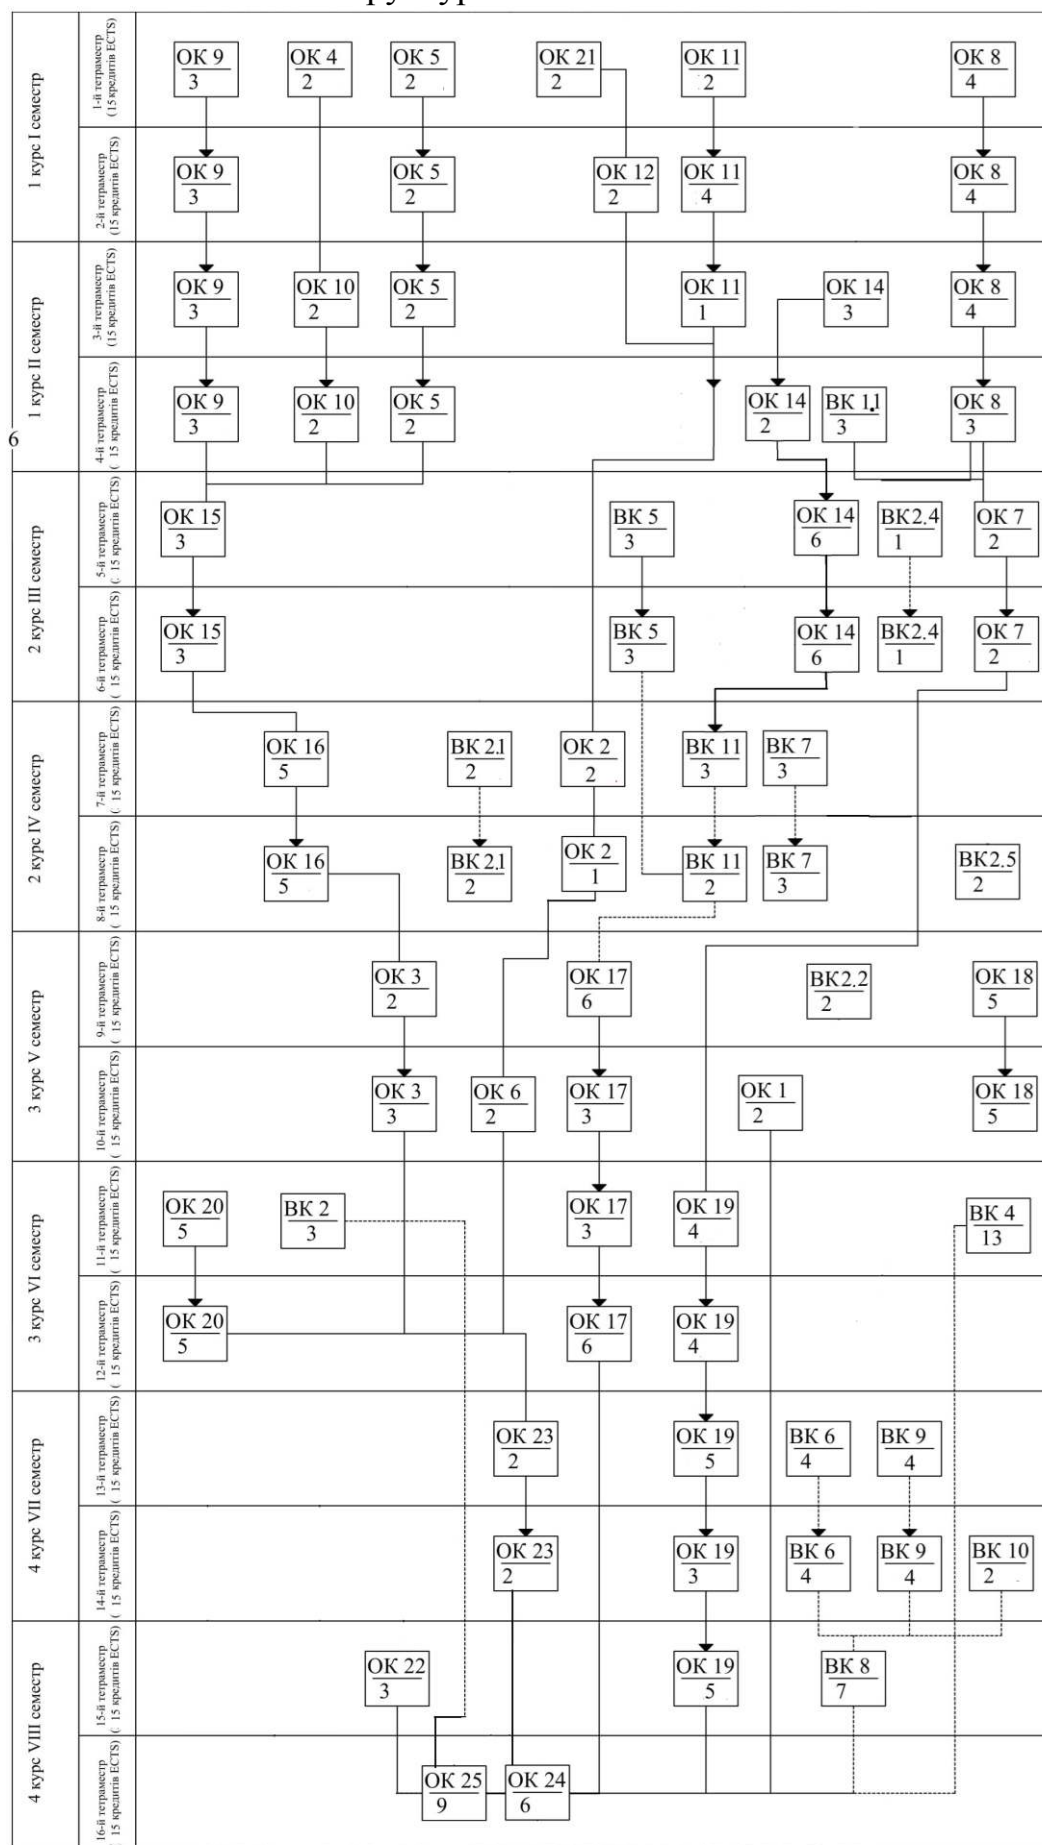 1 курс І семестр
1-й тетраместр
(15 кредитів ECTS)
ОК 9
3
ОК 4
2
ОК 5
2
ОК 21
2
ОК 11
2
ОК 8
4
2-й тетраместр
(15 кредитів ECTS)
ОК 9
3
ОК 5
2
ОК 12
2
ОК 11
4
ОК 8
4
1 курс ІІ семестр
3-й тетраместр
(15 кредитів ECTS)
ОК 9
3
ОК 10
2
ОК 5
2
ОК 11
1
ОК 14
3
ОК 8
4
6
4-й тетраместр
( 15 кредитів ECTS)
ОК 9
3
ОК 10
2
ОК 5
2
ОК 14
2
ВК 1.1
3
ОК 8
3
2 курс ІІІ семестр
5-й тетраместр
( 15 кредитів ECTS)
ОК 15
3
ВК 5
3
ОК 14
6
ВК2.4
1
ОК 7
2
6-й тетраместр
( 15 кредитів ECTS)
ОК 15
3
ВК 5
3
ОК 14
6
ВК2.4
1
ОК 7
2
2 курс IV семестр
7-й тетраместр
( 15 кредитів ECTS)
ОК 16
5
ВК 2.1
2
ОК 2
2
ВК 11
3
ВК 7
3
8-й тетраместр
( 15 кредитів ECTS)
ОК 16
5
ВК 2.1
2
ОК 2
1
ВК 11
2
ВК 7
3
ВК2.5
2
3 курс V семестр
9-й тетраместр
( 15 кредитів ECTS)
ОК 3
2
ОК 17
6
ВК2.2
2
ОК 18
5
10-й тетраместр
( 15 кредитів ECTS)
ОК 3
3
ОК 6
2
ОК 17
3
ОК 1
2
ОК 18
5
3 курс VI семестр
11-й тетраместр
( 15 кредитів ECTS)
ОК 20
5
ВК 2
3
ОК 17
3
ОК 19
4
ВК 4
13
12-й тетраместр
( 15 кредитів ECTS)
ОК 20
5
ОК 17
6
ОК 19
4
4 курс VII семестр
13-й тетраместр
( 15 кредитів ECTS)
ОК 23
2
ОК 19
5
ВК 6
4
ВК 9
4
14-й тетраместр
( 15 кредитів ECTS)
ОК 23
2
ОК 19
3
ВК 6
4
ВК 9
4
ВК 10
2
4 курс VIII семестр
15-й тетраместр
( 15 кредитів ECTS)
ОК 22
3
ОК 19
5
ВК 8
7
16-й тетраместр
( 15 кредитів ECTS)
ОК 25
9
ОК 24
6